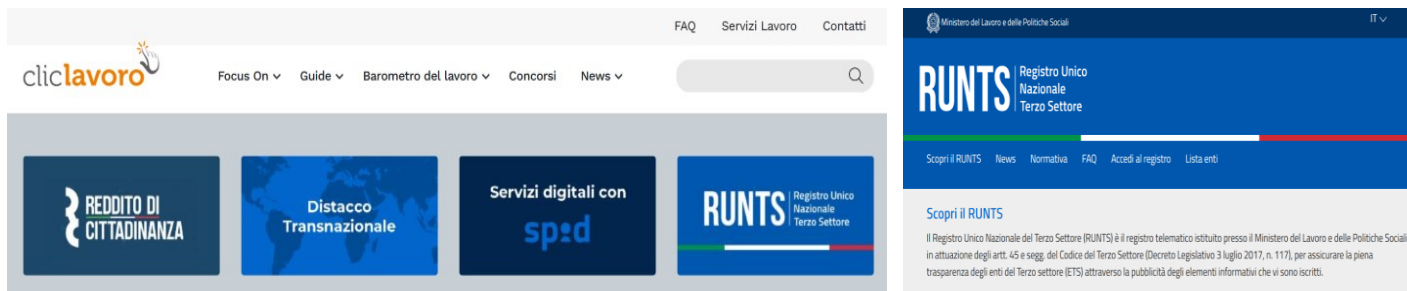 FAQ Servizi Lavoro Contatti
cliclavoro
Focus On Guide Barometro del lavoro Concorsi News
REDDITO DI
CITTADINANZA
Distacco
Transnazionale
Servizi digitali con
spid
RUNTS
Registro Unico
Nazionale
Terzo Settore
Ministero del Lavoro e delle Politiche Sociali
IT
RUNTS
Registro Unico
Nazionale
Terzo Settore
Scopri il RUNTS News Normativa FAQ Accedi al registro Lista enti
Scopri il RUNTS
Il Registro Unico Nazionale del Terzo Settore (RUNTS) è il registro telematico istituito presso il Ministero del Lavoro e delle Politiche Sociali
in attuazione degli artt. 45 e segg. del Codice del Terzo Settore (Decreto Legislativo 3 luglio 2017, n. 117), per assicurare la piena
trasparenza degli enti del Terzo settore (ETS) attraverso la pubblicità degli elementi informativi che vi sono iscritti.